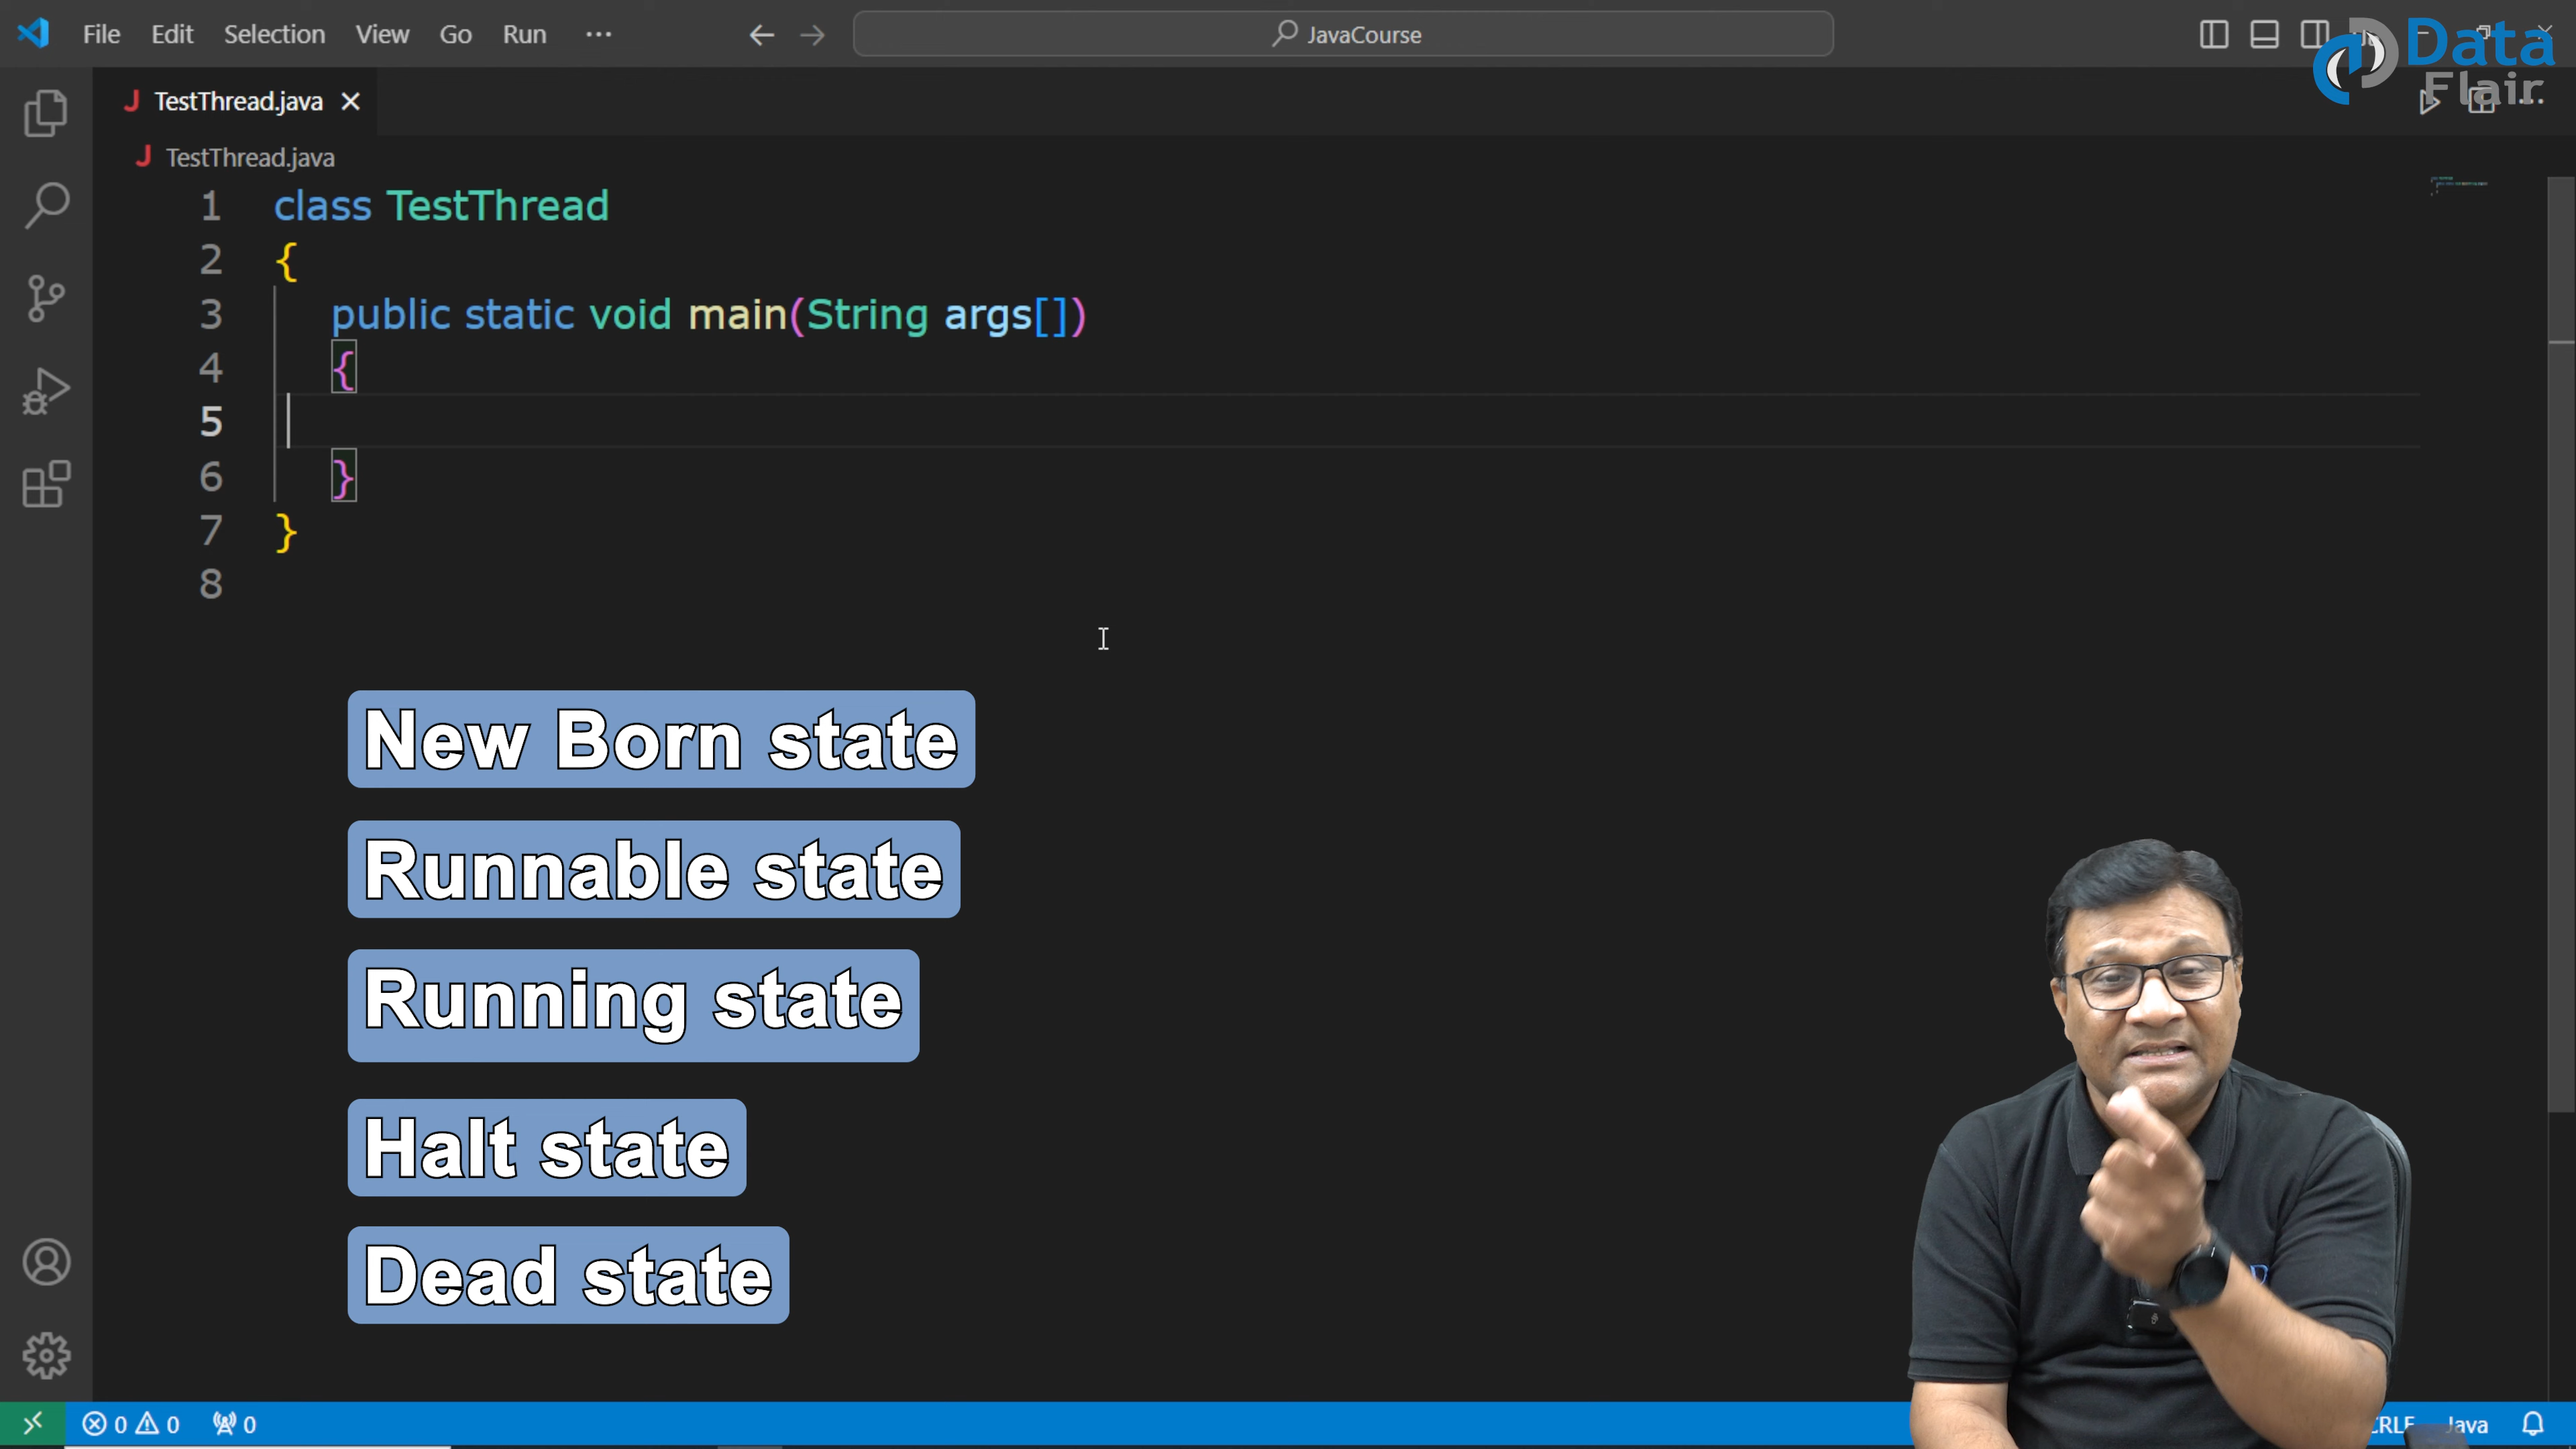 File Edit Selection View Go Run ...
JavaCourse
Data
Flair
TestThread.java
TestThread.java
1 class TestThread
2 {
3 public static void main(String args[])
4 {
5
6 }
7 }
8
New Born state
Runnable state
Running state
Halt state
Dead state
0 0 0
CRLF Java